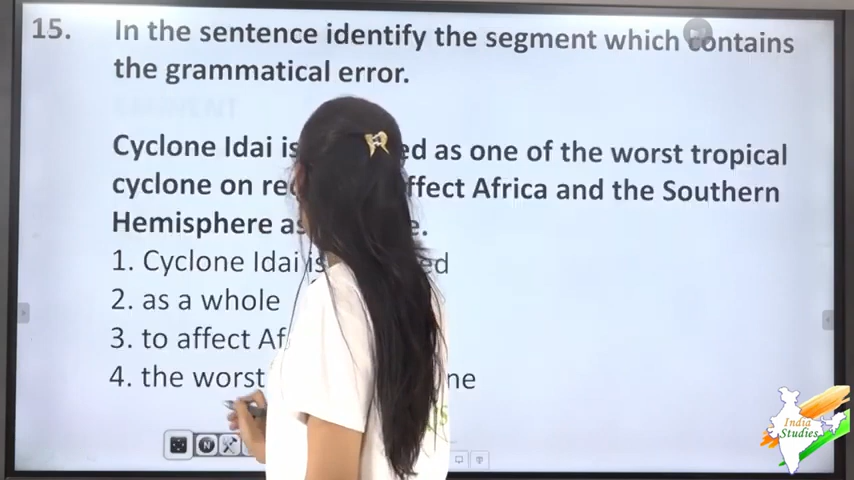 15. In the sentence identify the segment which contains
the grammatical error.
Cyclone Idai is ed as one of the worst tropical
cyclone on re ffect Africa and the Southern
Hemisphere as e.
1. Cyclone Idai is ed
2. as a whole
3. to affect Af
4. the worst ne
India
Studies